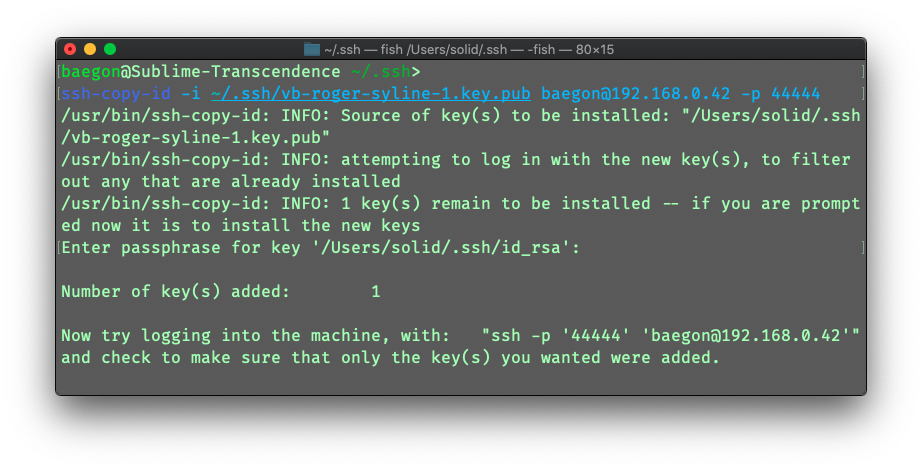 ~/.ssh — fish /Users/solid/.ssh — -fish — 80×15
[baegon@Sublime-Transcendence ~/.ssh> ]
[ssh-copy-id -i ~/.ssh/vb-roger-syline-1.key.pub baegon@192.168.0.42 -p 44444 ]
/usr/bin/ssh-copy-id: INFO: Source of key(s) to be installed: "/Users/solid/.ssh
/vb-roger-syline-1.key.pub"
/usr/bin/ssh-copy-id: INFO: attempting to log in with the new key(s), to filter
out any that are already installed
/usr/bin/ssh-copy-id: INFO: 1 key(s) remain to be installed -- if you are prompt
ed now it is to install the new keys
[Enter passphrase for key '/Users/solid/.ssh/id_rsa': ]
Number of key(s) added:        1
Now try logging into the machine, with:   "ssh -p '44444' 'baegon@192.168.0.42'"
and check to make sure that only the key(s) you wanted were added.